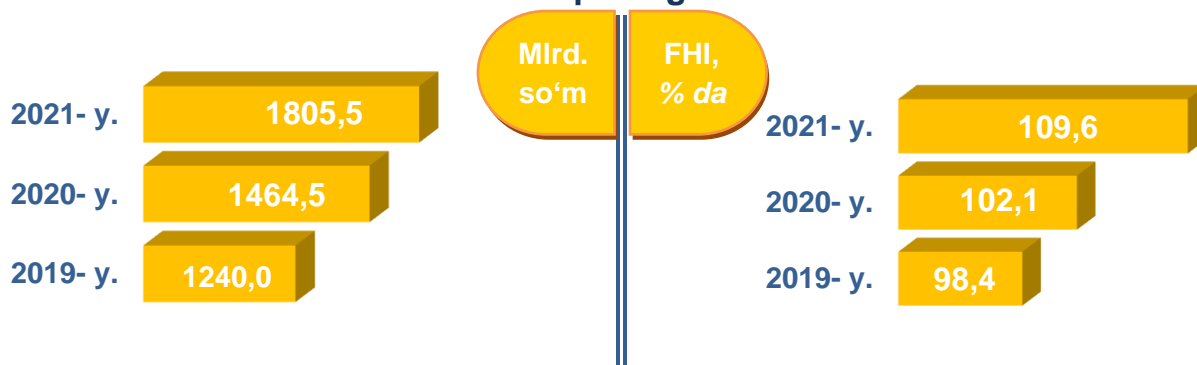 Mlrd.
so‘m
FHI,
% da
2021- y.
1805,5
2020- y.
1464,5
2019- y.
1240,0
2021- y.
109,6
2020- y.
102,1
2019- y.
98,4